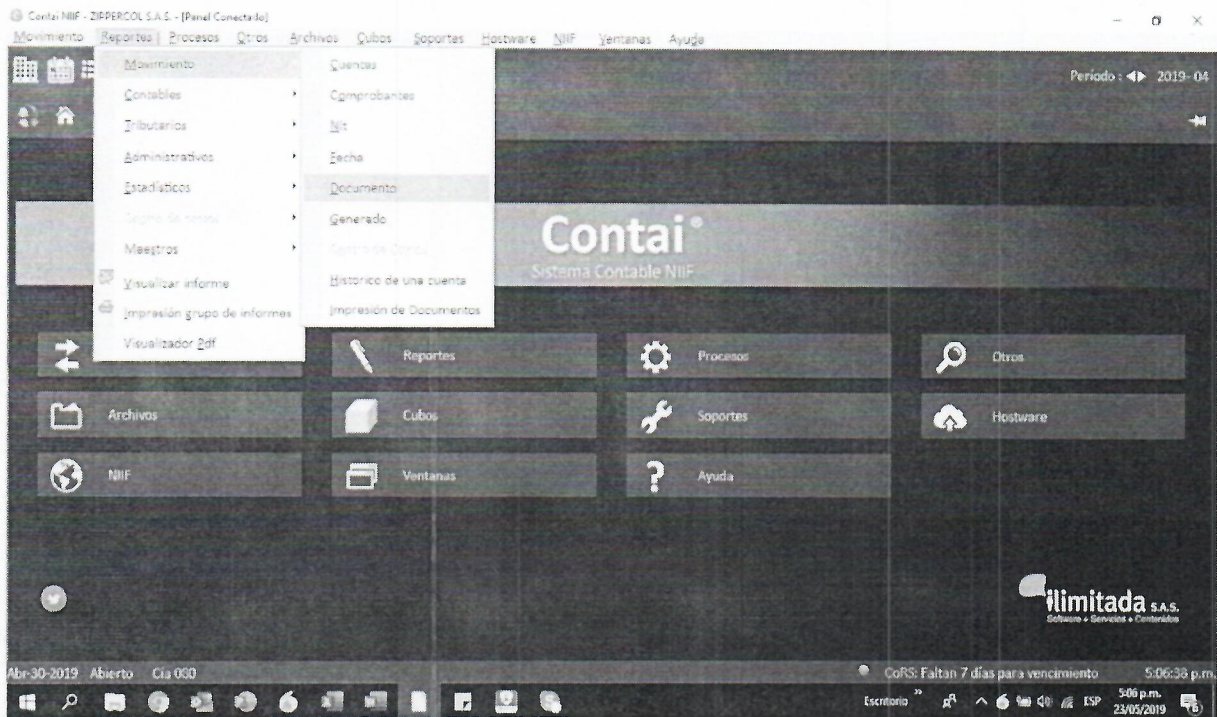 Contai NIIF - ZIPPERCOL S.A.S. - [Panel Conectado]
Movimiento Reportes Procesos Otros Archivos Cubos Soportes Hostware NIIF Ventanas Ayuda
Período : 2019- 04
Movimiento
Contables
Tributarios
Administrativos
Estadísticos
Maestros
Visualizar informe
Impresión grupo de informes
Visualizador Pdf
Cuentas
Comprobantes
Nit
Fecha
Documento
Generado
Histórico de una cuenta
Impresión de Documentos
Contai®
Sistema Contable NIIF
Reportes
Procesos
Otros
Archivos
Cubos
Soportes
Hostware
NIIF
Ventanas
Ayuda
ilimitada S.A.S.
Software + Servicios + Contenidos
Abr-30-2019 Abierto Cía 080
CoRS: Faltan 7 días para vencimiento 5:06:38 p.m.
Escritorio ESP 5:06 p.m.
23/05/2019